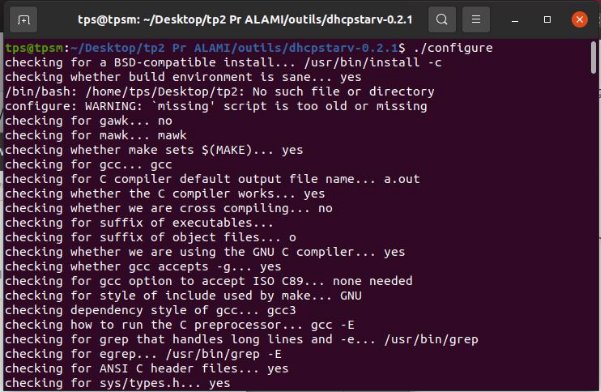 tps@tpsm: ~/Desktop/tp2 Pr ALAMI/outils/dhcpstarv-0.2.1
tps@tpsm:~/Desktop/tp2 Pr ALAMI/outils/dhcpstarv-0.2.1$ ./configure
checking for a BSD-compatible install... /usr/bin/install -c
checking whether build environment is sane... yes
/bin/bash: /home/tps/Desktop/tp2: No such file or directory
configure: WARNING: `missing' script is too old or missing
checking for gawk... no
checking for mawk... mawk
checking whether make sets $(MAKE)... yes
checking for gcc... gcc
checking for C compiler default output file name... a.out
checking whether the C compiler works... yes
checking whether we are cross compiling... no
checking for suffix of executables...
checking for suffix of object files... o
checking whether we are using the GNU C compiler... yes
checking whether gcc accepts -g... yes
checking for gcc option to accept ISO C89... none needed
checking for style of include used by make... GNU
checking dependency style of gcc... gcc3
checking how to run the C preprocessor... gcc -E
checking for grep that handles long lines and -e... /usr/bin/grep
checking for egrep... /usr/bin/grep -E
checking for ANSI C header files... yes
checking for sys/types.h... yes